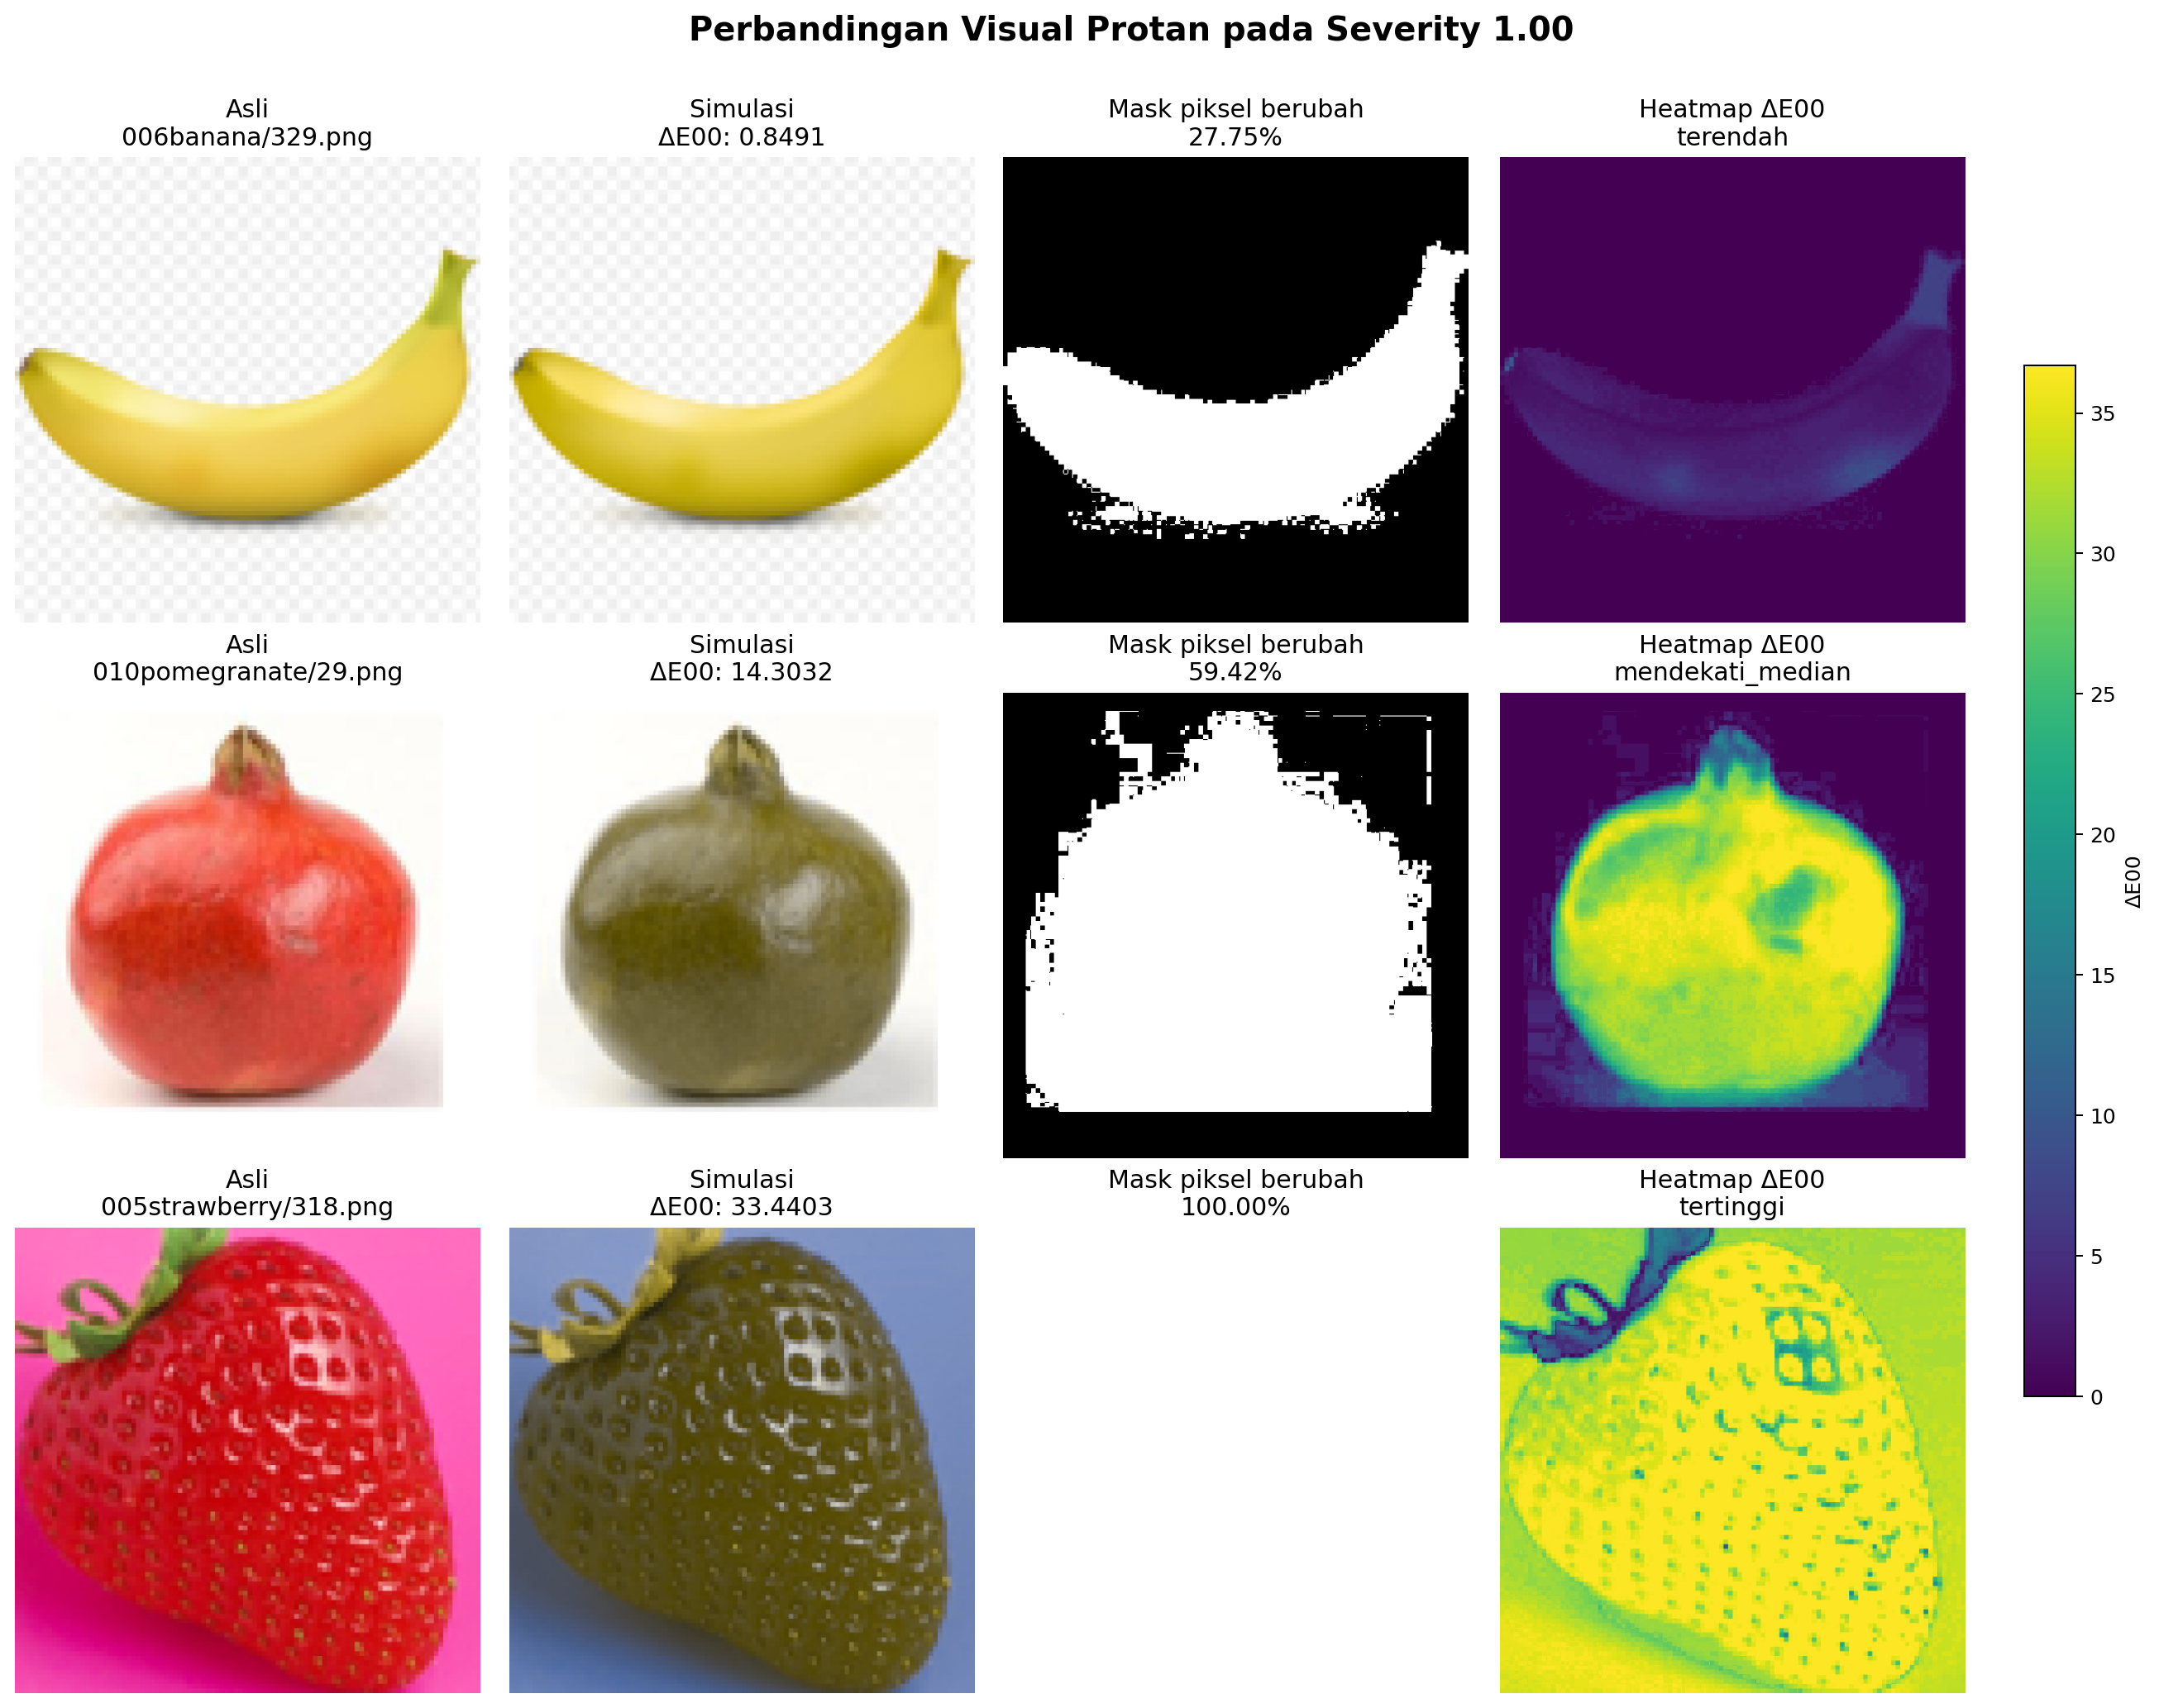 Perbandingan Visual Protan pada Severity 1.00
Asli
006banana/329.png
Simulasi
ΔE00: 0.8491
Mask piksel berubah
27.75%
Heatmap ΔE00
terendah
Asli
010pomegranate/29.png
Simulasi
ΔE00: 14.3032
Mask piksel berubah
59.42%
Heatmap ΔE00
mendekati_median
Asli
005strawberry/318.png
Simulasi
ΔE00: 33.4403
Mask piksel berubah
100.00%
Heatmap ΔE00
tertinggi
35
30
25
20
15
10
5
0
ΔE00